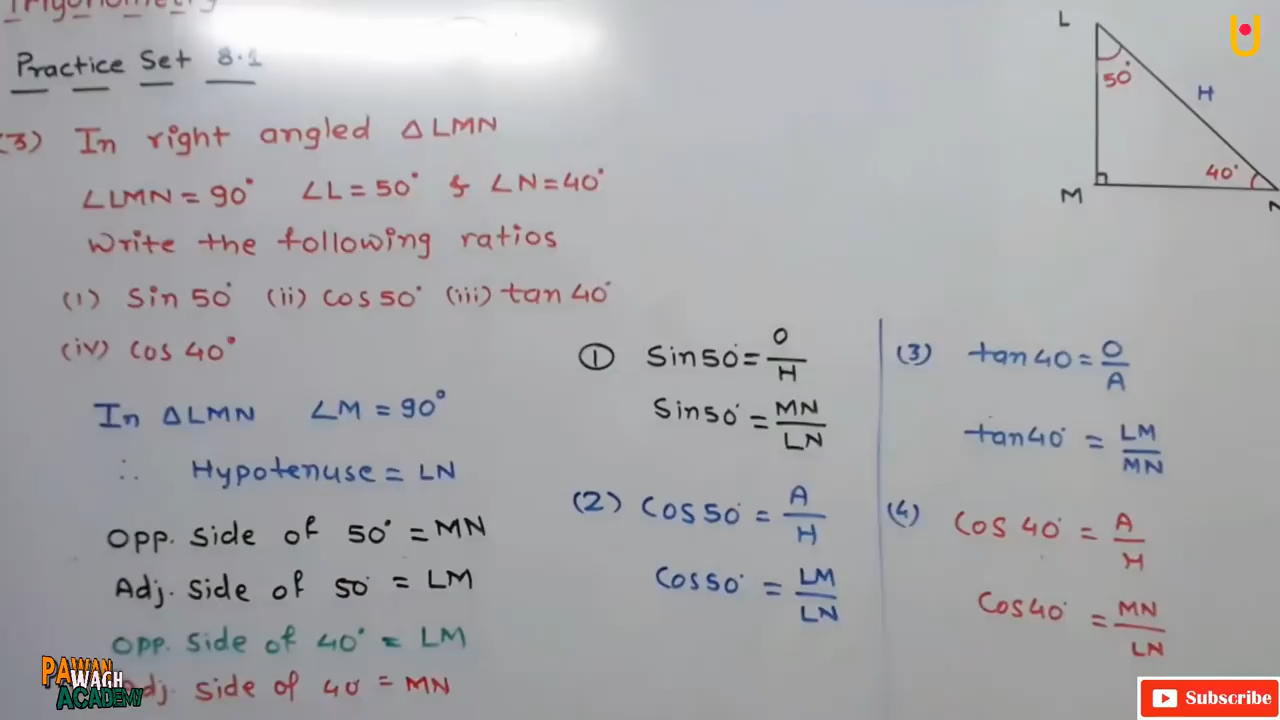 Trigonometry
Practice Set 8.1
(3) In right angled △LMN
∠LMN = 90° ∠L = 50° & ∠N = 40°
Write the following ratios
(i) Sin 50° (ii) cos 50° (iii) tan 40°
(iv) cos 40°
In △LMN ∠M = 90°
∴ Hypotenuse = LN
Opp. side of 50° = MN
Adj. side of 50° = LM
Opp. side of 40° = LM
Adj. side of 40 = MN
① Sin50° = O/H
Sin50° = MN/LN
(2) Cos50° = A/H
Cos50° = LM/LN
(3) tan40 = O/A
tan40° = LM/MN
(4) Cos 40° = A/H
Cos40° = MN/LN
L
50°
H
40°
M
N
U
PAWAN
WAGH
ACADEMY
Subscribe